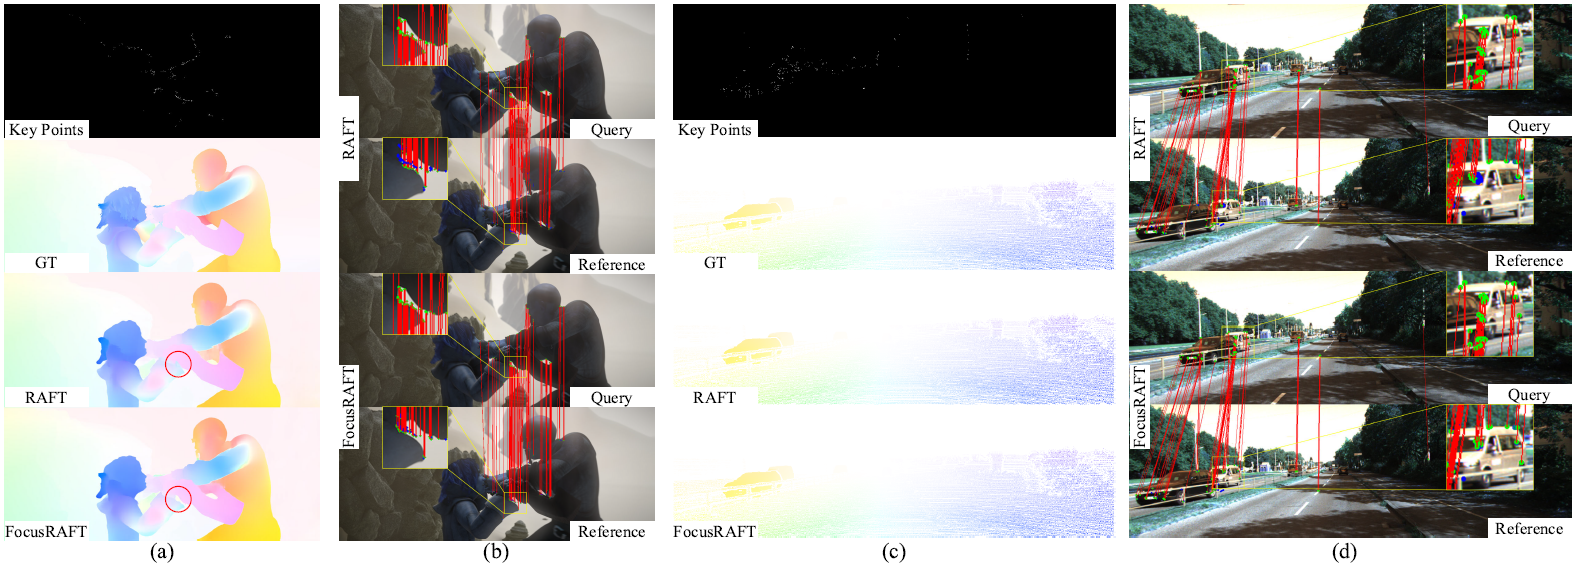 Key Points
GT
RAFT
FocusRAFT
(a)
RAFT
Query
Reference
FocusRAFT
Query
Reference
(b)
Key Points
GT
RAFT
FocusRAFT
(c)
RAFT
Query
Reference
FocusRAFT
Query
Reference
(d)